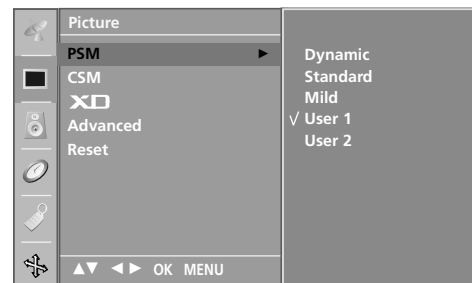 Picture
PSM ►
CSM
XD
Advanced
Reset
▲▼ ◄► OK MENU
Dynamic
Standard
Mild
√ User 1
User 2